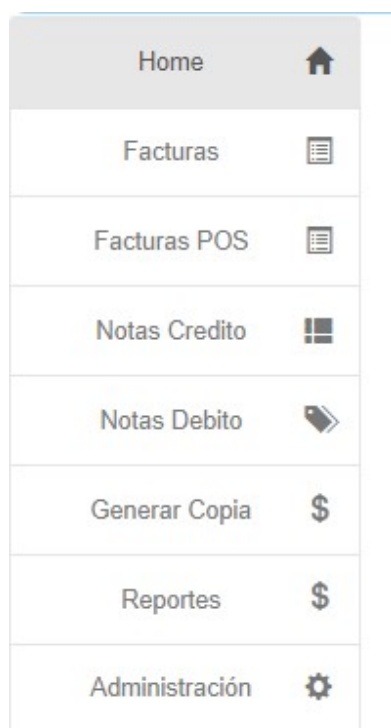 Home
Facturas
Facturas POS
Notas Credito
Notas Debito
Generar Copia
Reportes
Administración